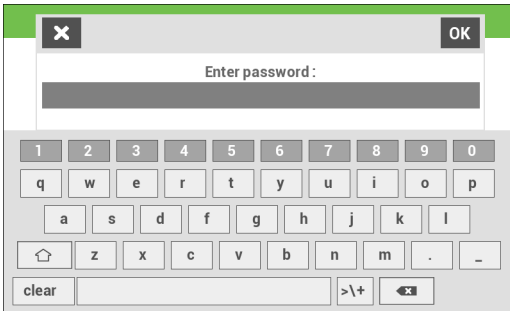 OK
Enter password :
1 2 3 4 5 6 7 8 9 0
q w e r t y u i o p
a s d f g h j k l
z x c v b n m . _
clear >\+